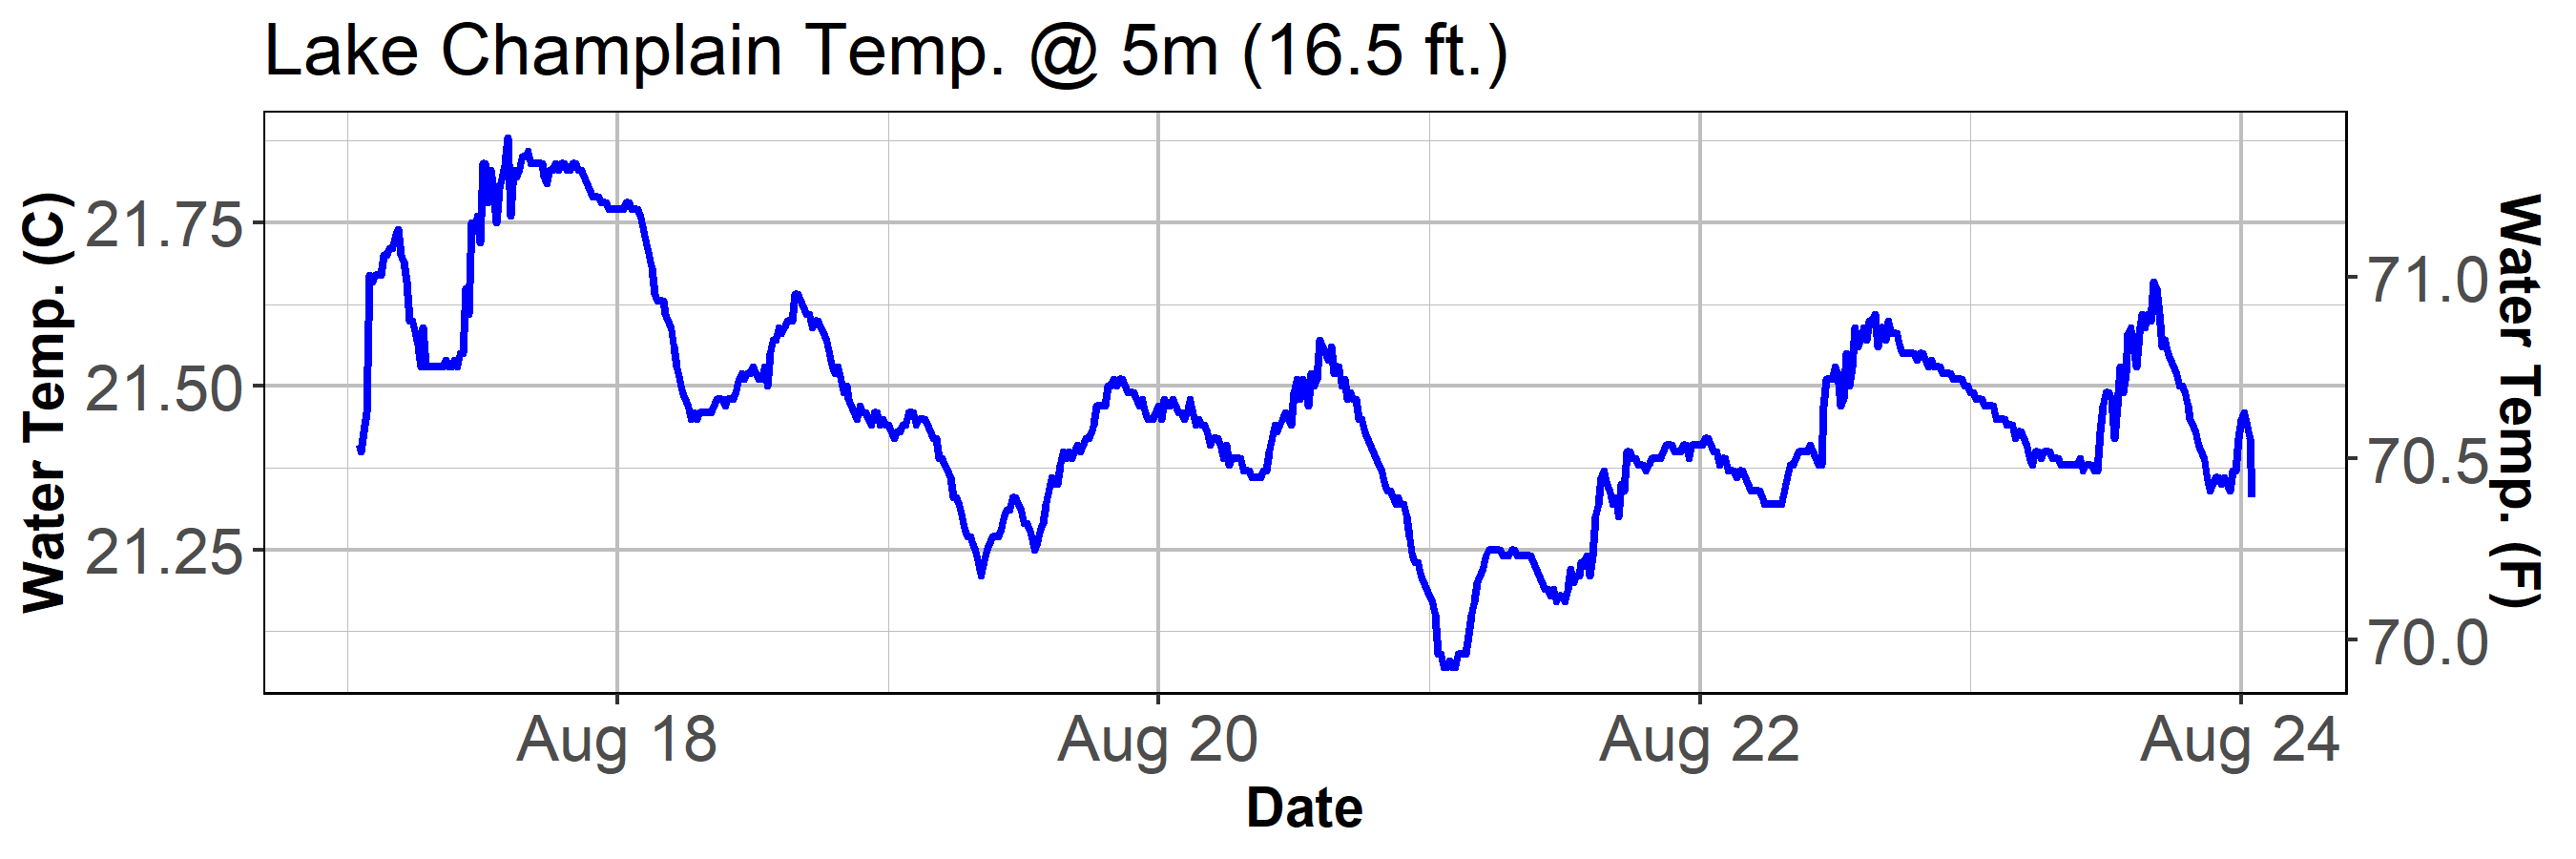 Lake Champlain Temp. @ 5m (16.5 ft.)
Water Temp. (C)
21.75
21.50
21.25
71.0
70.5
70.0
Water Temp. (F)
Aug 18 Aug 20 Aug 22 Aug 24
Date